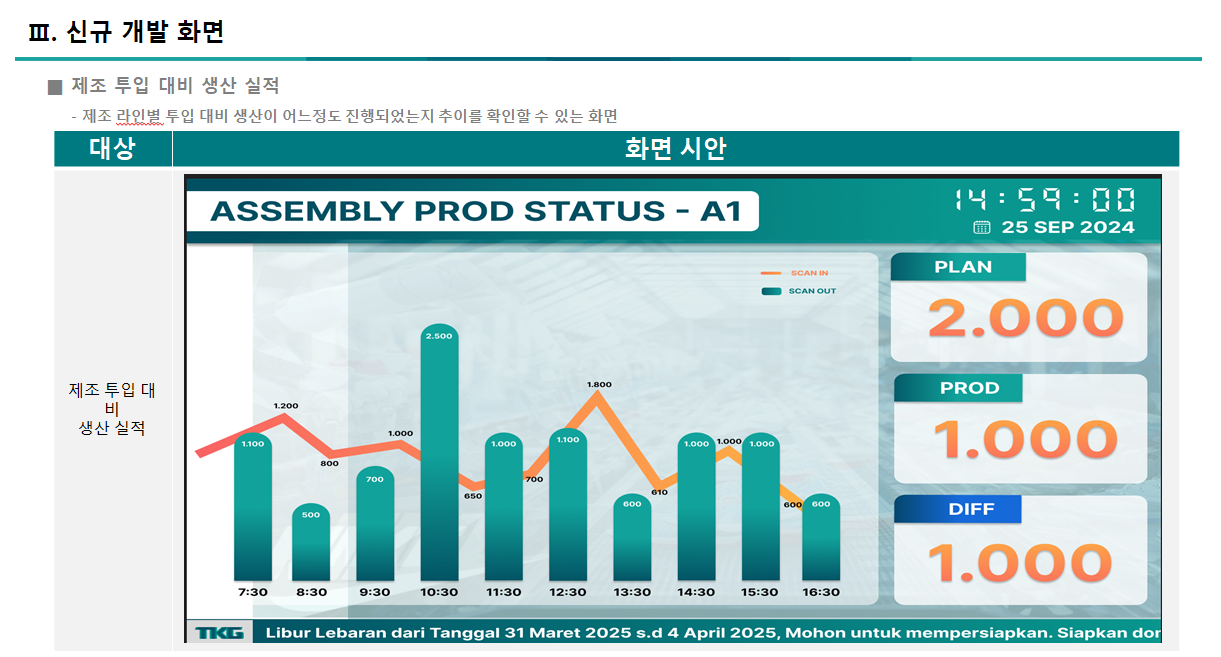 Ⅲ. 신규 개발 화면
■ 제조 투입 대비 생산 실적
- 제조 라인별 투입 대비 생산이 어느정도 진행되었는지 추이를 확인할 수 있는 화면
대상
화면 시안
제조 투입 대
비
생산 실적
ASSEMBLY PROD STATUS - A1
14:59:00
25 SEP 2024
SCAN IN
SCAN OUT
2.500
1.800
1.200
1.000
1.100
800
700
500
650
1.000
700
1.100
610
600
1.000
1.000
1.000
600
600
7:30 8:30 9:30 10:30 11:30 12:30 13:30 14:30 15:30 16:30
PLAN
2.000
PROD
1.000
DIFF
1.000
TKG
Libur Lebaran dari Tanggal 31 Maret 2025 s.d 4 April 2025, Mohon untuk mempersiapkan. Siapkan dor